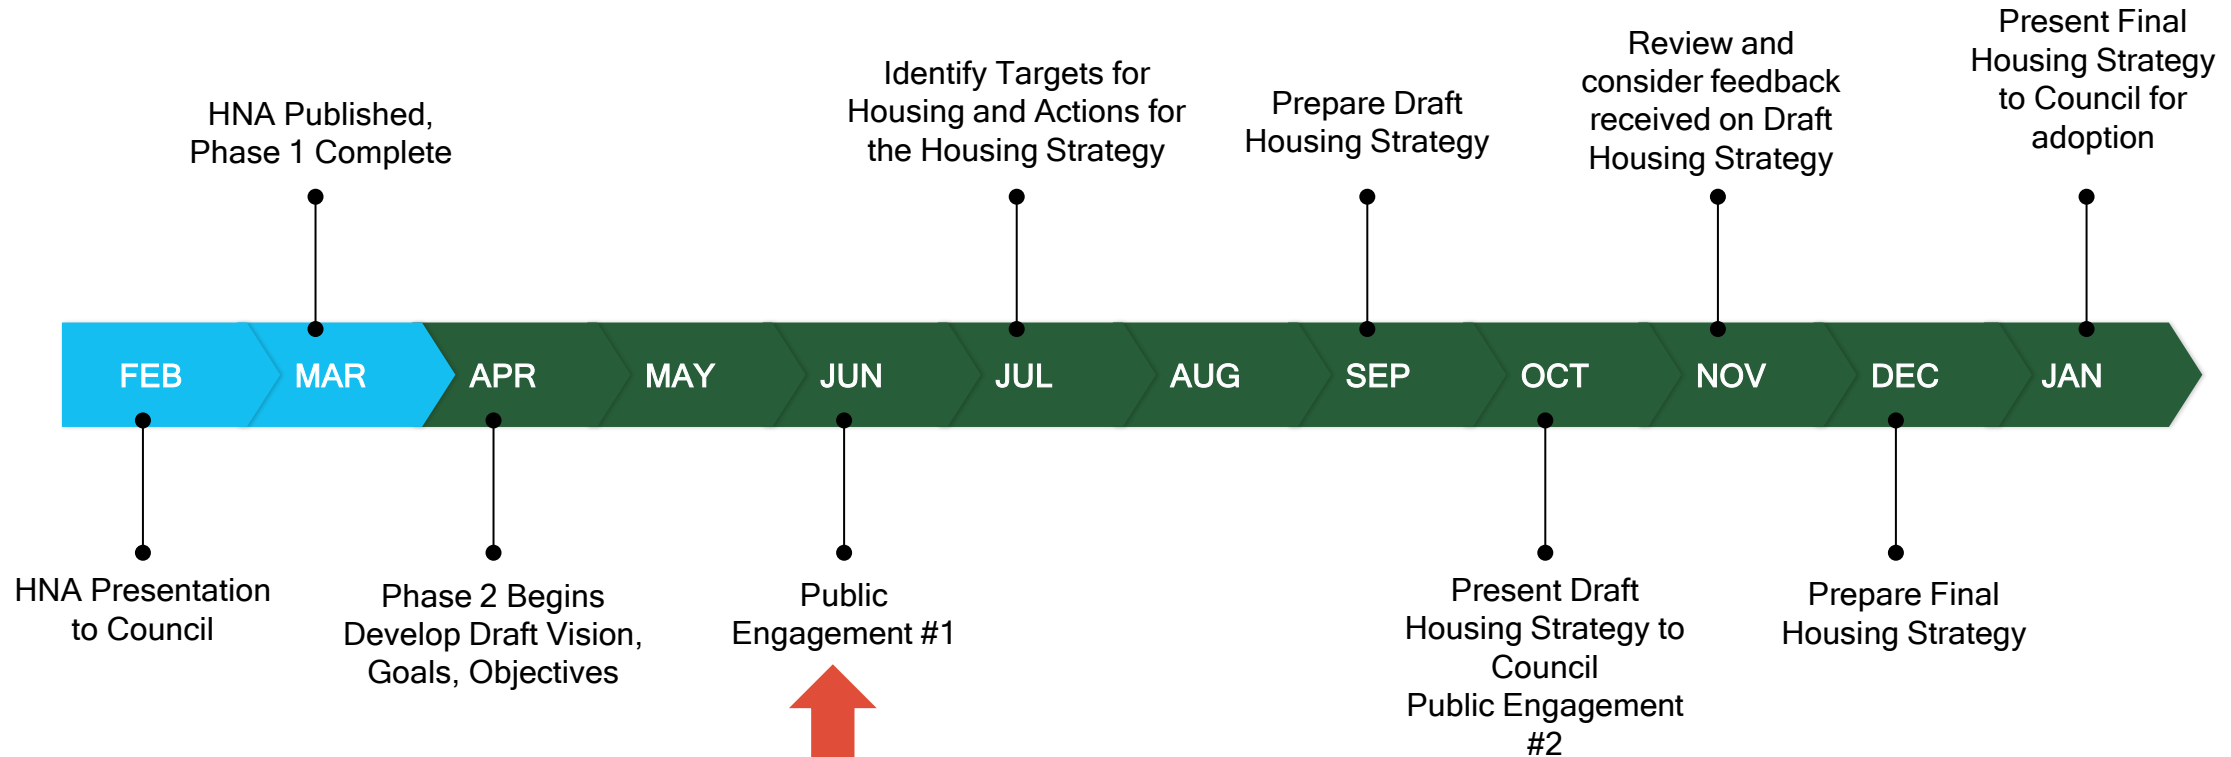 HNA Published,
Phase 1 Complete
Identify Targets for
Housing and Actions for
the Housing Strategy
Prepare Draft
Housing Strategy
Review and
consider feedback
received on Draft
Housing Strategy
Present Final
Housing Strategy
to Council for
adoption
FEB
MAR
APR
MAY
JUN
JUL
AUG
SEP
OCT
NOV
DEC
JAN
HNA Presentation
to Council
Phase 2 Begins
Develop Draft Vision,
Goals, Objectives
Public
Engagement #1
Present Draft
Housing Strategy to
Council
Public Engagement
#2
Prepare Final
Housing Strategy